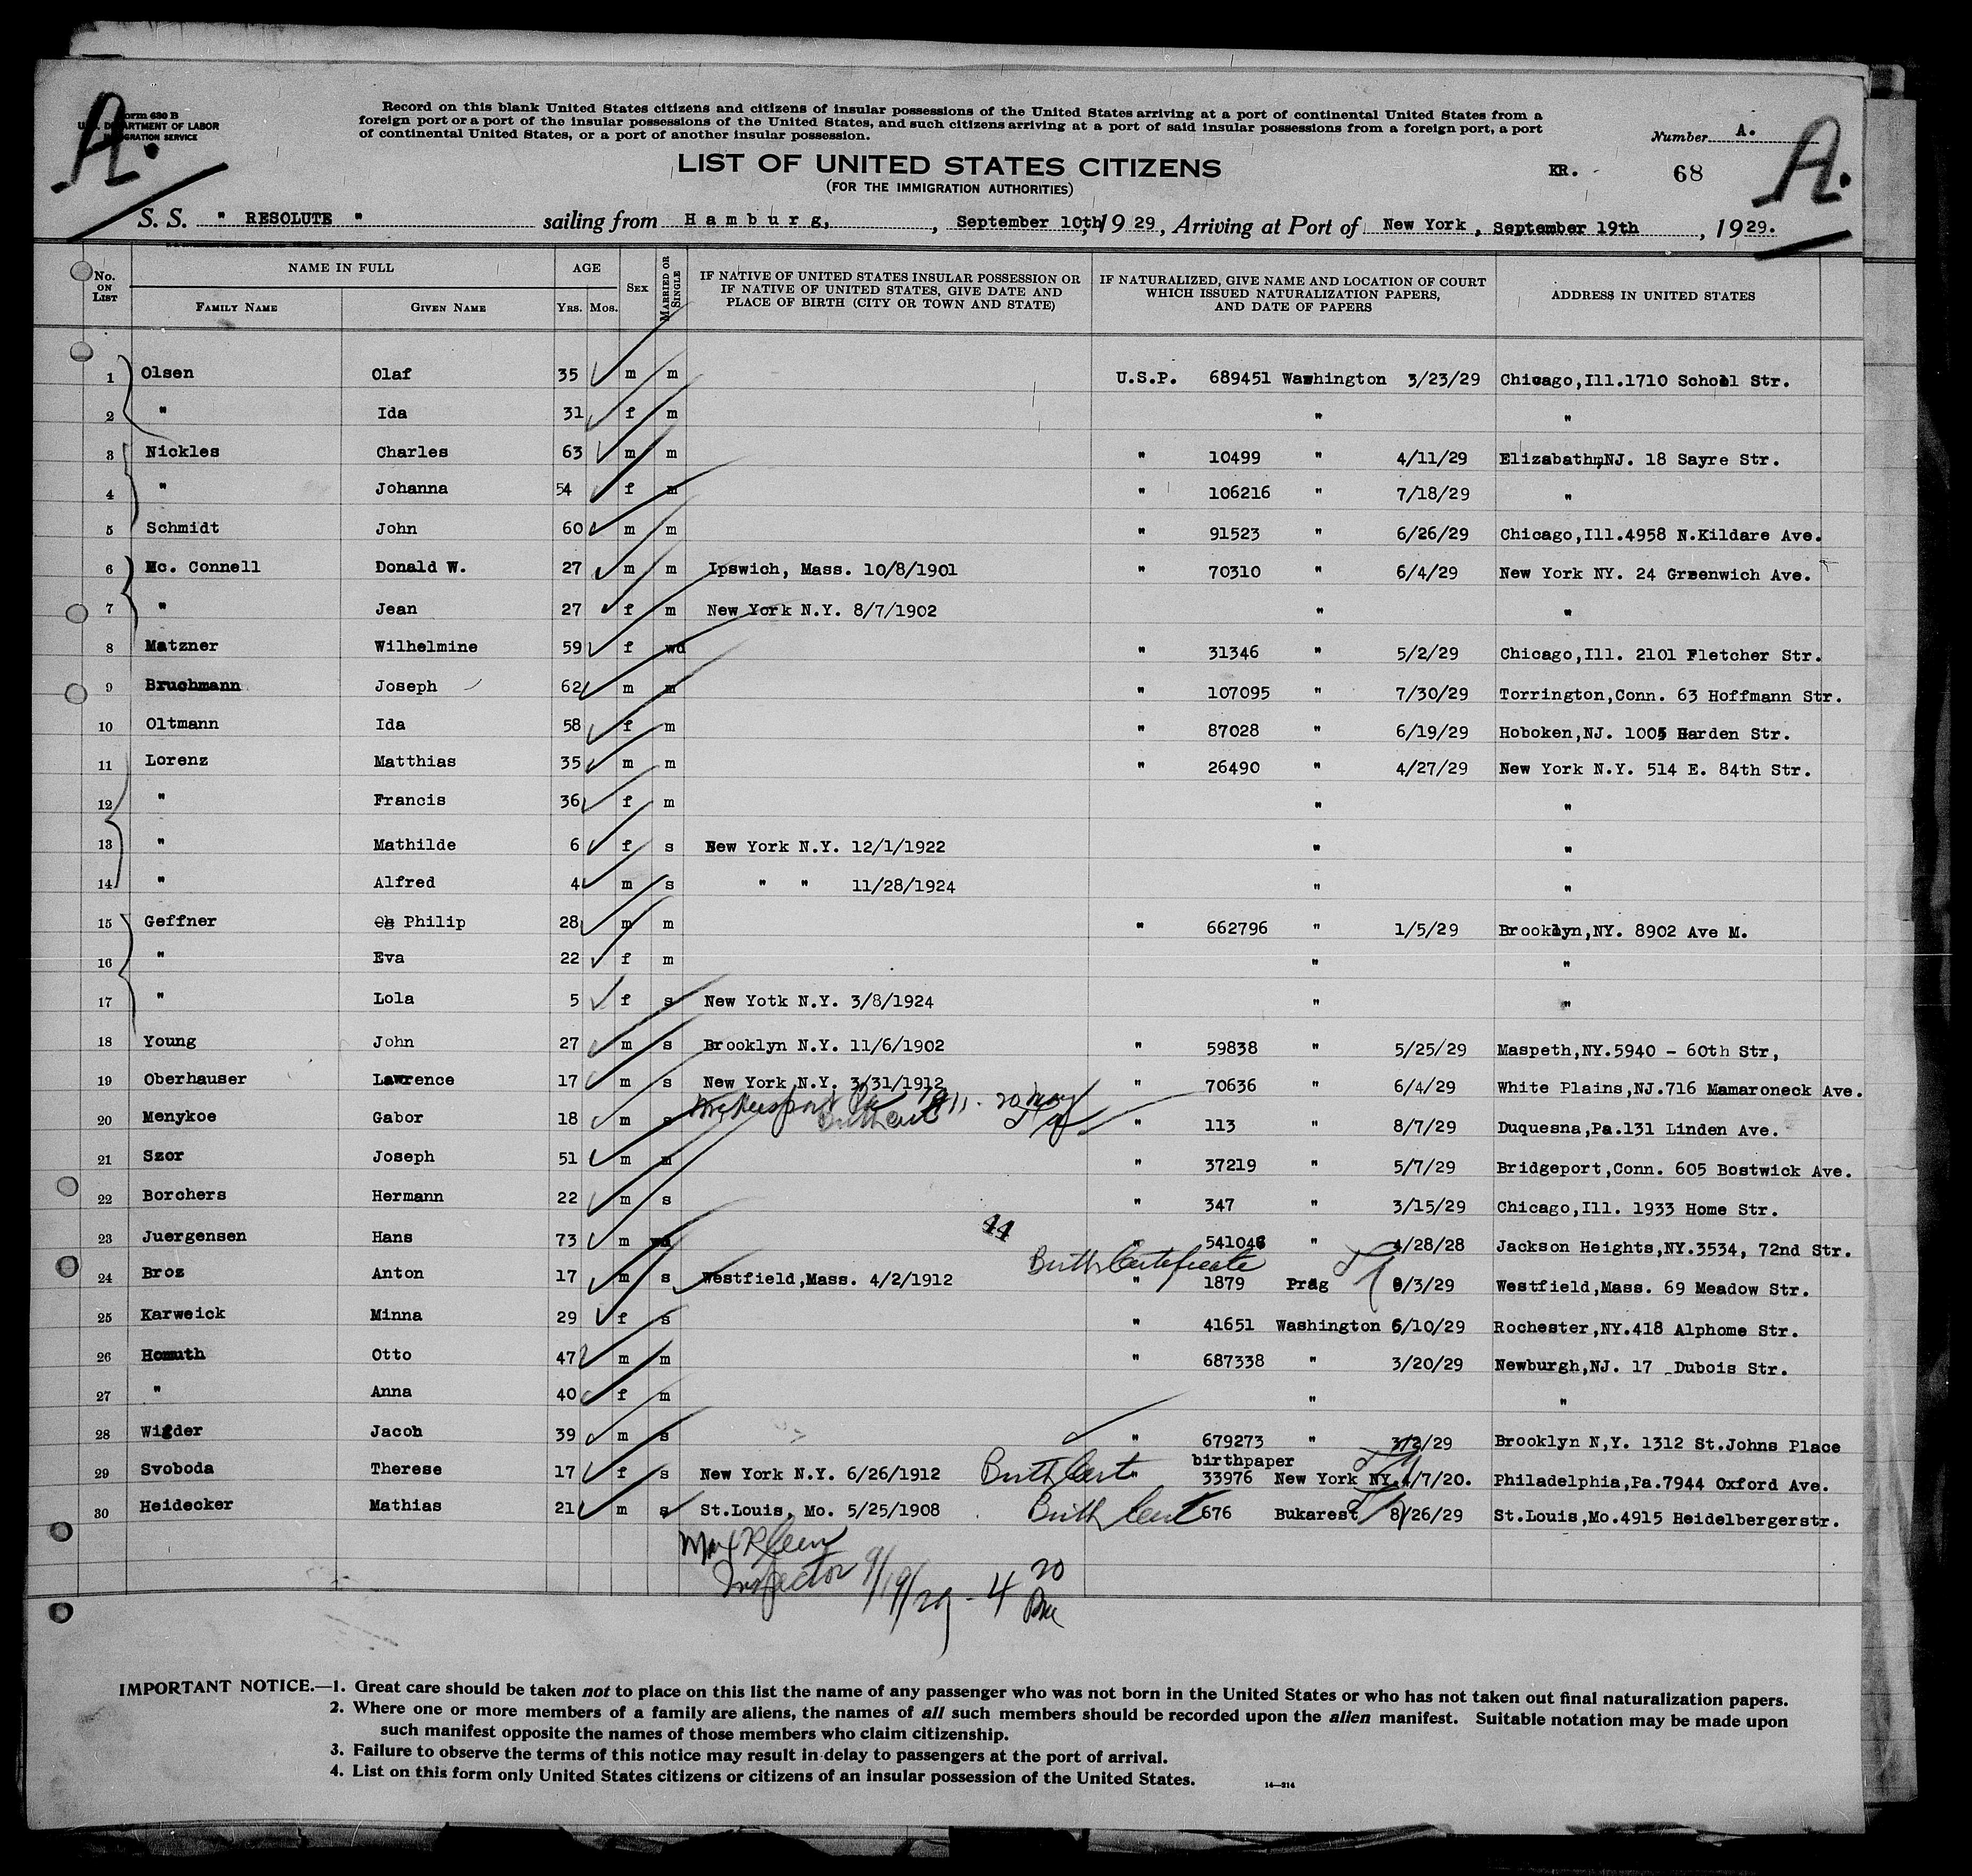 A.
Form 630 B
U.S. DEPARTMENT OF LABOR
IMMIGRATION SERVICE
Record on this blank United States citizens and citizens of insular possessions of the United States arriving at a port of continental United States from a
foreign port or a port of the insular possessions of the United States, and such citizens arriving at a port of said insular possessions from a foreign port, a port
of continental United States, or a port of another insular possession.
Number A.
A.
LIST OF UNITED STATES CITIZENS
(FOR THE IMMIGRATION AUTHORITIES)
KR. 68
S. S. " RESOLUTE " sailing from Hamburg, , September 10th, 1929, Arriving at Port of New York, September 19th , 1929.
No. ON LIST
NAME IN FULL
FAMILY NAME
GIVEN NAME
AGE
YRS. MOS.
SEX
MARRIED OR SINGLE
IF NATIVE OF UNITED STATES INSULAR POSSESSION OR
IF NATIVE OF UNITED STATES, GIVE DATE AND
PLACE OF BIRTH (CITY OR TOWN AND STATE)
IF NATURALIZED, GIVE NAME AND LOCATION OF COURT
WHICH ISSUED NATURALIZATION PAPERS,
AND DATE OF PAPERS
ADDRESS IN UNITED STATES
1 Olsen Olaf 35 m m U.S.P. 689451 Washington 3/23/29 Chicago,Ill.1710 School Str.
2 " Ida 31 f m " "
3 Nickles Charles 63 m m " 10499 " 4/11/29 Elizabath,NJ. 18 Sayre Str.
4 " Johanna 54 f m " 106216 " 7/18/29 "
5 Schmidt John 60 m m " 91523 " 6/26/29 Chicago,Ill.4958 N.Kildare Ave.
6 Mc. Connell Donald W. 27 m m Ipswich, Mass. 10/8/1901 " 70310 " 6/4/29 New York NY. 24 Greenwich Ave.
7 " Jean 27 f m New York N.Y. 8/7/1902 " "
8 Matzner Wilhelmine 59 f wd " 31346 " 5/2/29 Chicago,Ill. 2101 Fletcher Str.
9 Bruchmann Joseph 62 m m " 107095 " 7/30/29 Torrington,Conn. 63 Hoffmann Str.
10 Oltmann Ida 58 f m " 87028 " 6/19/29 Hoboken,NJ. 1005 Garden Str.
11 Lorenz Matthias 35 m m " 26490 " 4/27/29 New York N.Y. 514 E. 84th Str.
12 " Francis 36 f m " "
13 " Mathilde 6 f s New York N.Y. 12/1/1922 " "
14 " Alfred 4 m s " " 11/28/1924 " "
15 Geffner Philip 28 m m " 662796 " 1/5/29 Brooklyn,NY. 8902 Ave M.
16 " Eva 22 f m " "
17 " Lola 5 f s New Yotk N.Y. 3/8/1924 " "
18 Young John 27 m s Brooklyn N.Y. 11/6/1902 " 59838 " 5/25/29 Maspeth,NY.5940 - 60th Str,
19 Oberhauser Lawrence 17 m s New York N.Y. 3/31/1912 " 70636 " 6/4/29 White Plains,NJ.716 Mamaroneck Ave.
McKeesport Pa 1911 - 20 Nov
Birth Cert
20 Menykoe Gabor 18 m s " 113 " 8/7/29 Duquesna,Pa.131 Linden Ave.
21 Szor Joseph 51 m m " 37219 " 5/7/29 Bridgeport,Conn. 605 Bostwick Ave.
22 Borchers Hermann 22 m s " 347 " 3/15/29 Chicago,Ill. 1933 Home Str.
44
23 Juergensen Hans 73 m wd " 541046 " 4/28/28 Jackson Heights,NY.3534, 72nd Str.
Birth Certificate
24 Broz Anton 17 m s Westfield,Mass. 4/2/1912 " 1879 Prag 8/3/29 Westfield,Mass. 69 Meadow Str.
25 Karweick Minna 29 f s " 41651 Washington 6/10/29 Rochester,NY.418 Alphome Str.
26 Homuth Otto 47 m m " 687338 " 3/20/29 Newburgh,NJ. 17 Dubois Str.
27 " Anna 40 f m " "
28 Wigder Jacob 39 m s " 679273 " 3/2/29 Brooklyn N,Y. 1312 St.Johns Place
birthpaper
29 Svoboda Therese 17 f s New York N.Y. 6/26/1912 Birth Cert " 33976 New York NY. 4/7/20. Philadelphia,Pa.7944 Oxford Ave.
30 Heidecker Mathias 21 m s St.Louis, Mo. 5/25/1908 Birth Cert 676 Bukarest 8/26/29 St.Louis,Mo.4915 Heidelbergerstr.
Inspector 9/19/29 - 4 20
IMPORTANT NOTICE.—1. Great care should be taken not to place on this list the name of any passenger who was not born in the United States or who has not taken out final naturalization papers.
2. Where one or more members of a family are aliens, the names of all such members should be recorded upon the alien manifest. Suitable notation may be made upon
such manifest opposite the names of those members who claim citizenship.
3. Failure to observe the terms of this notice may result in delay to passengers at the port of arrival.
4. List on this form only United States citizens or citizens of an insular possession of the United States.
14—314